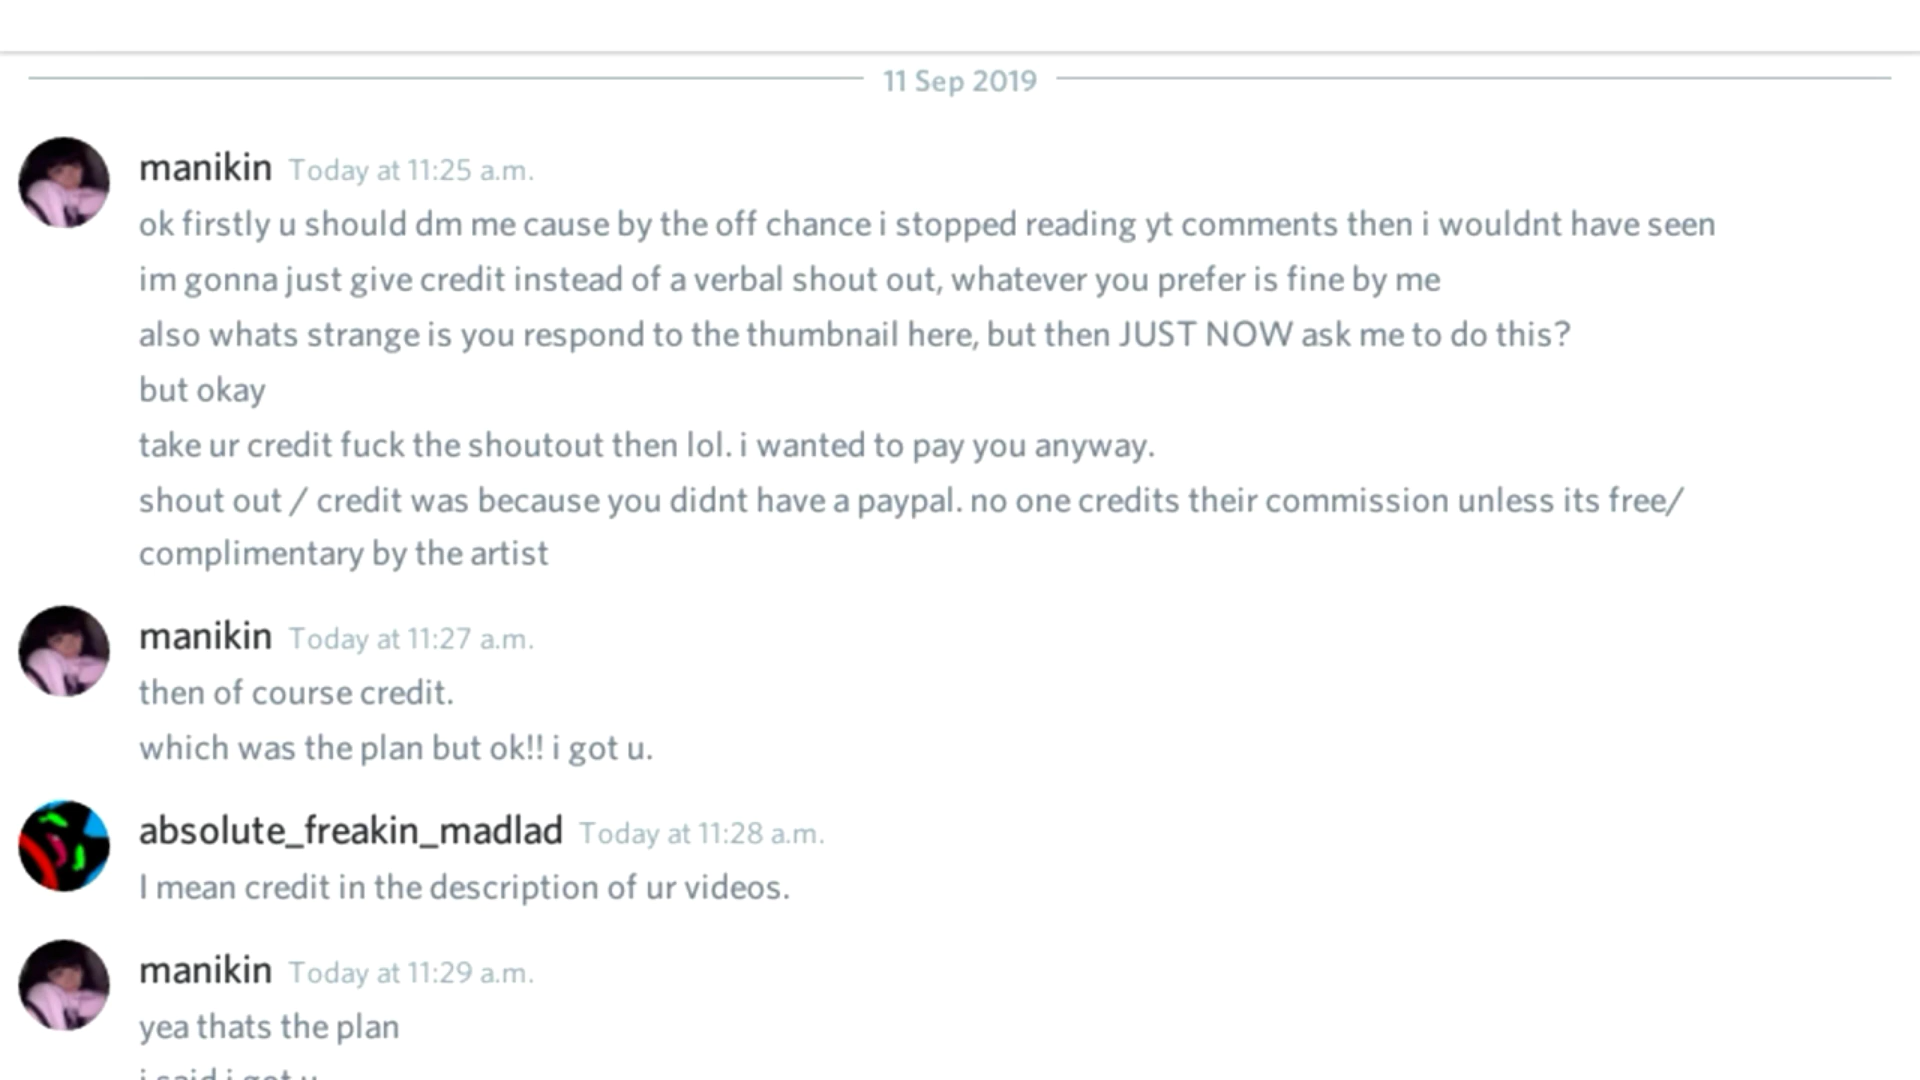 11 Sep 2019
manikin Today at 11:25 a.m.
ok firstly u should dm me cause by the off chance i stopped reading yt comments then i wouldnt have seen
im gonna just give credit instead of a verbal shout out, whatever you prefer is fine by me
also whats strange is you respond to the thumbnail here, but then JUST NOW ask me to do this?
but okay
take ur credit fuck the shoutout then lol. i wanted to pay you anyway.
shout out / credit was because you didnt have a paypal. no one credits their commission unless its free/
complimentary by the artist
manikin Today at 11:27 a.m.
then of course credit.
which was the plan but ok!! i got u.
absolute_freakin_madlad Today at 11:28 a.m.
I mean credit in the description of ur videos.
manikin Today at 11:29 a.m.
yea thats the plan
i said i got u